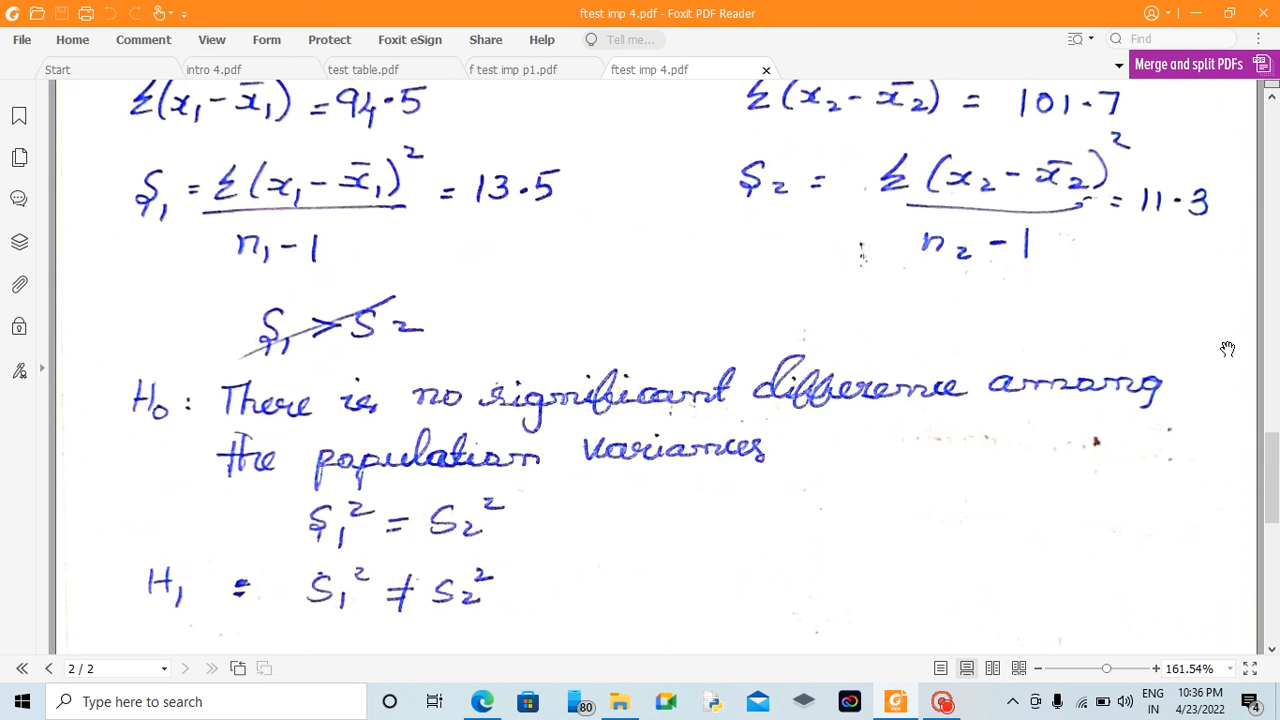 ftest imp 4.pdf - Foxit PDF Reader
File Home Comment View Form Protect Foxit eSign Share Help Tell me... Find
Start intro 4.pdf test table.pdf f test imp p1.pdf ftest imp 4.pdf Merge and split PDFs
Σ(x₁ - x̄₁) = 94.5
Σ(x₂ - x̄₂) = 101.7
S₁ = Σ(x₁ - x̄₁)² = 13.5
n₁ - 1
S₂ = Σ(x₂ - x̄₂)² = 11.3
n₂ - 1
S₁ > S₂
H₀ : There is no significant difference among
the population variances
S₁² = S₂²
H₁ : S₁² ≠ S₂²
2 / 2
161.54%
Type here to search
80
ENG
IN
10:36 PM
4/23/2022
4